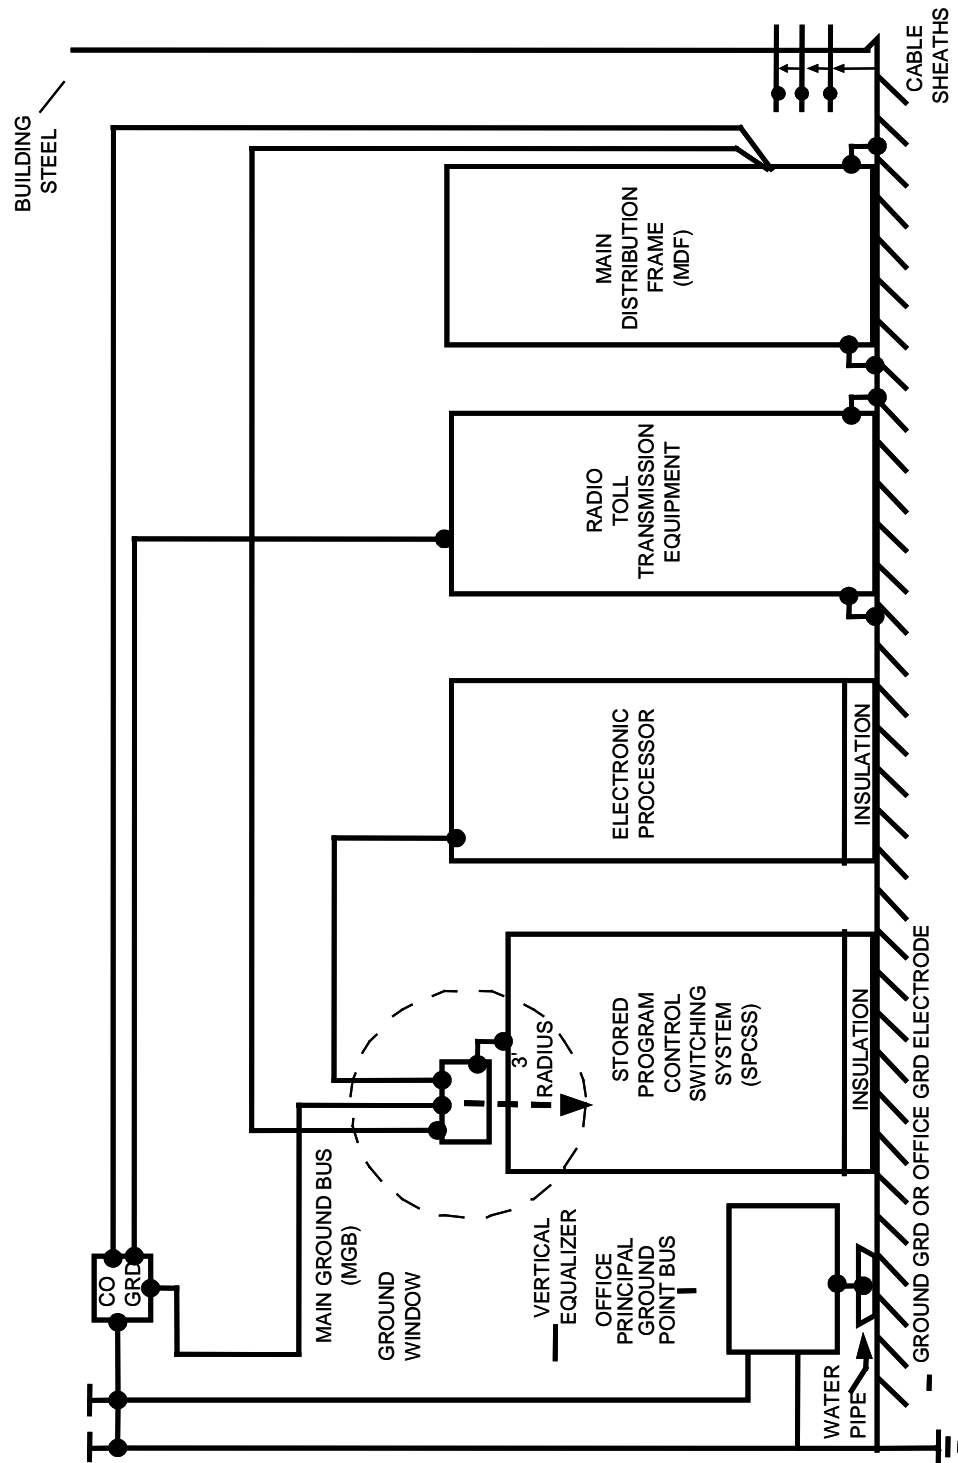 BUILDING
STEEL
CABLE
SHEATHS
MAIN
DISTRIBUTION
FRAME
(MDF)
RADIO
TOLL
TRANSMISSION
EQUIPMENT
ELECTRONIC
PROCESSOR
INSULATION
STORED
PROGRAM
CONTROL
SWITCHING
SYSTEM
(SPCSS)
INSULATION
3'
RADIUS
CO
GRD
MAIN GROUND BUS
(MGB)
GROUND
WINDOW
VERTICAL
EQUALIZER
OFFICE
PRINCIPAL
GROUND
POINT BUS
WATER
PIPE
GROUND GRD OR OFFICE GRD ELECTRODE